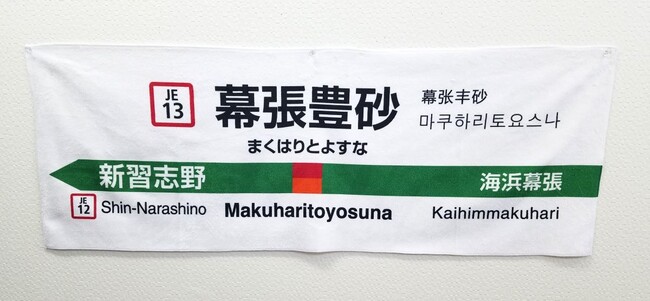 JE
13
幕張豊砂
幕张丰砂
마쿠하리토요스나
まくはりとよすな
新習志野
海浜幕張
JE
12
Shin-Narashino
Makuharitoyosuna
Kaihimmakuhari